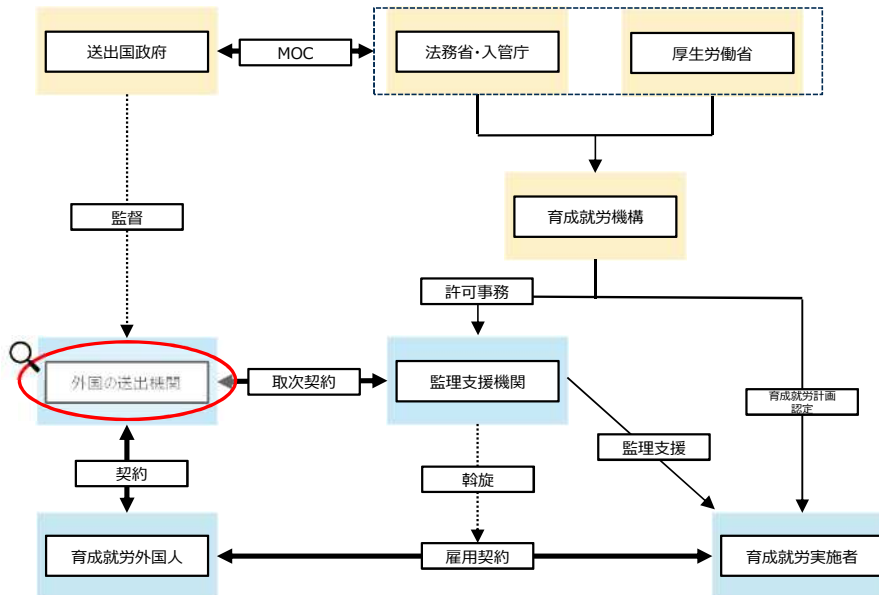 送出国政府
MOC
法務省・入管庁
厚生労働省
育成就労機構
監督
許可事務
外国の送出機関
取次契約
監理支援機関
育成就労計画
認定
契約
斡旋
監理支援
育成就労外国人
雇用契約
育成就労実施者